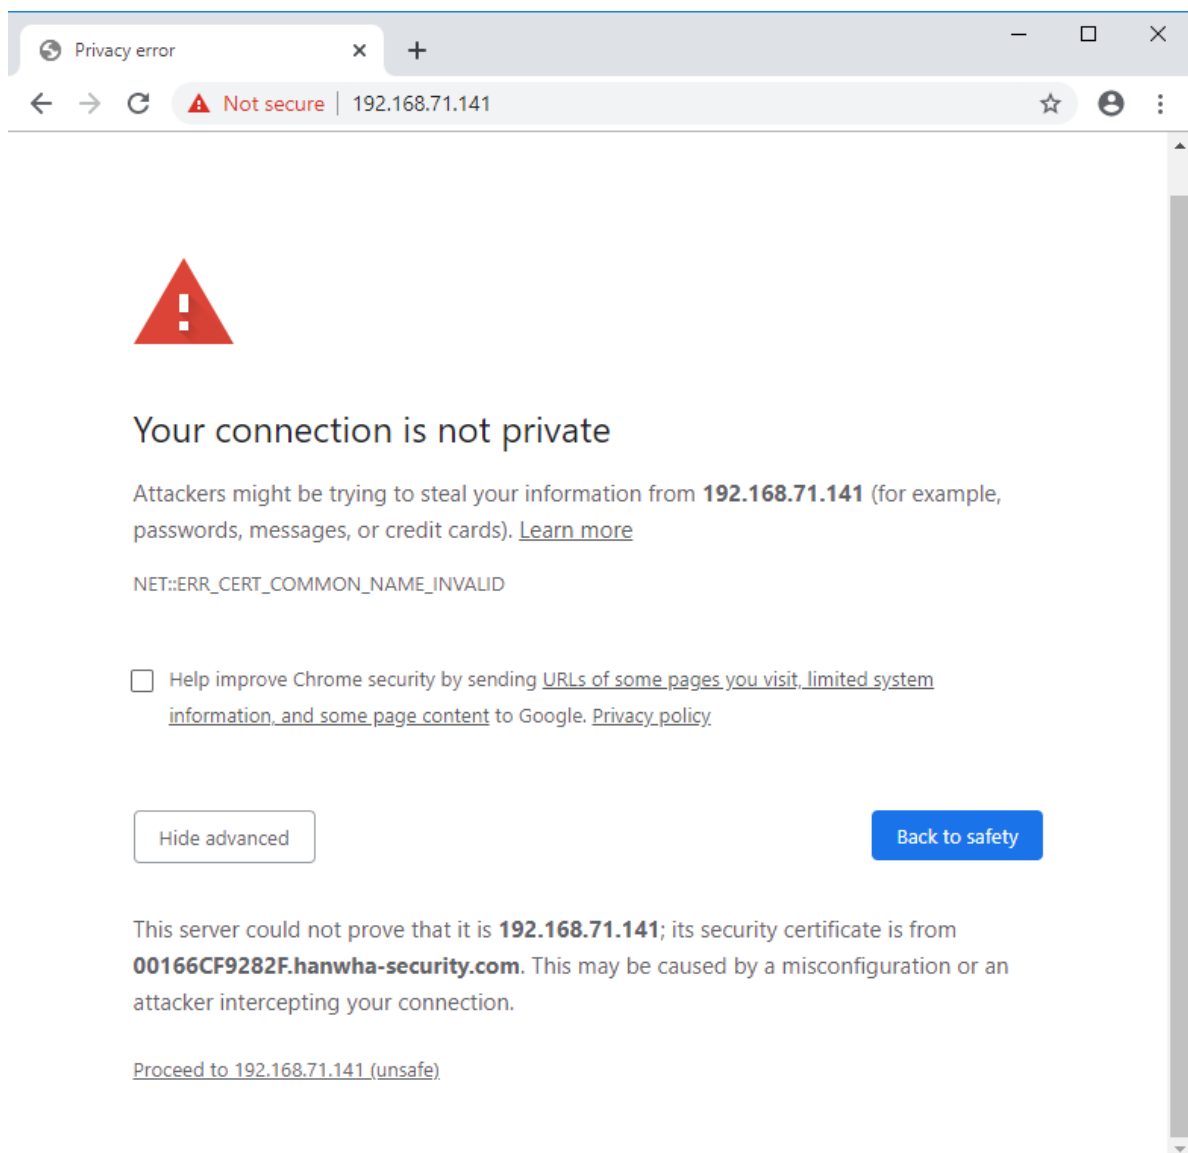 Privacy error
Not secure 192.168.71.141
Your connection is not private
Attackers might be trying to steal your information from 192.168.71.141 (for example,
passwords, messages, or credit cards). Learn more
NET::ERR_CERT_COMMON_NAME_INVALID
Help improve Chrome security by sending URLs of some pages you visit, limited system
information, and some page content to Google. Privacy policy
Hide advanced
Back to safety
This server could not prove that it is 192.168.71.141; its security certificate is from
00166CF9282F.hanwha-security.com. This may be caused by a misconfiguration or an
attacker intercepting your connection.
Proceed to 192.168.71.141 (unsafe)